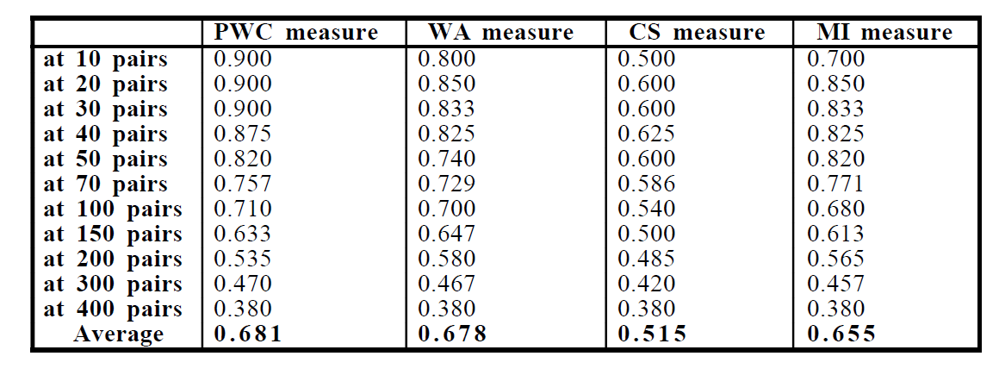 PWC measure WA measure CS measure MI measure
at 10 pairs 0.900 0.800 0.500 0.700
at 20 pairs 0.900 0.850 0.600 0.850
at 30 pairs 0.900 0.833 0.600 0.833
at 40 pairs 0.875 0.825 0.625 0.825
at 50 pairs 0.820 0.740 0.600 0.820
at 70 pairs 0.757 0.729 0.586 0.771
at 100 pairs 0.710 0.700 0.540 0.680
at 150 pairs 0.633 0.647 0.500 0.613
at 200 pairs 0.535 0.580 0.485 0.565
at 300 pairs 0.470 0.467 0.420 0.457
at 400 pairs 0.380 0.380 0.380 0.380
Average 0.681 0.678 0.515 0.655